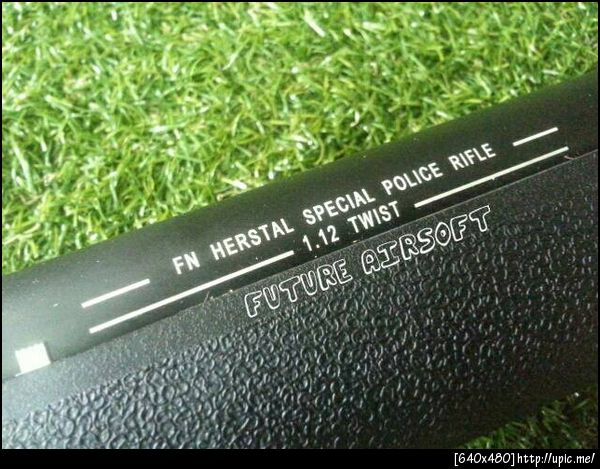 FN HERSTAL SPECIAL POLICE RIFLE
1.12 TWIST
FUTURE AIRSOFT
[640x480]http://upic.me/